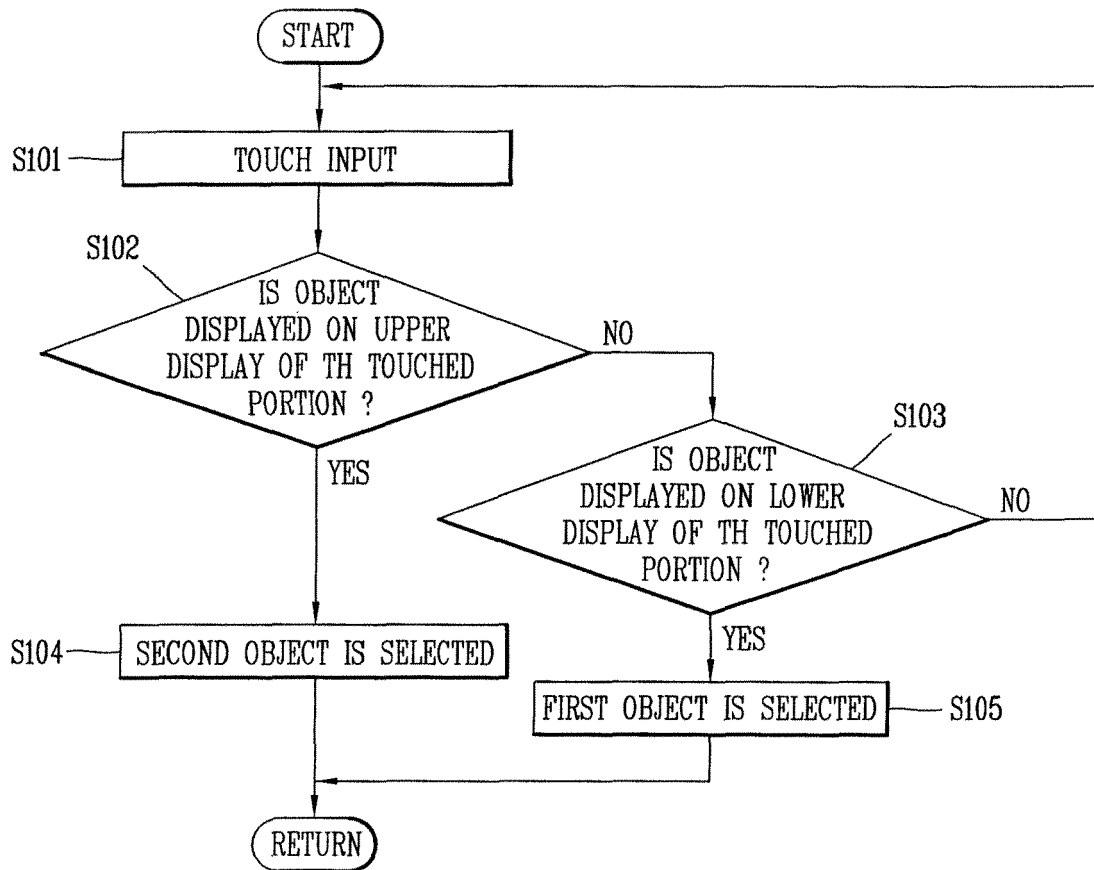 START
S101
TOUCH INPUT
S102
IS OBJECT
DISPLAYED ON UPPER
DISPLAY OF TH TOUCHED
PORTION ?
NO
YES
S103
IS OBJECT
DISPLAYED ON LOWER
DISPLAY OF TH TOUCHED
PORTION ?
NO
YES
S104
SECOND OBJECT IS SELECTED
FIRST OBJECT IS SELECTED
S105
RETURN